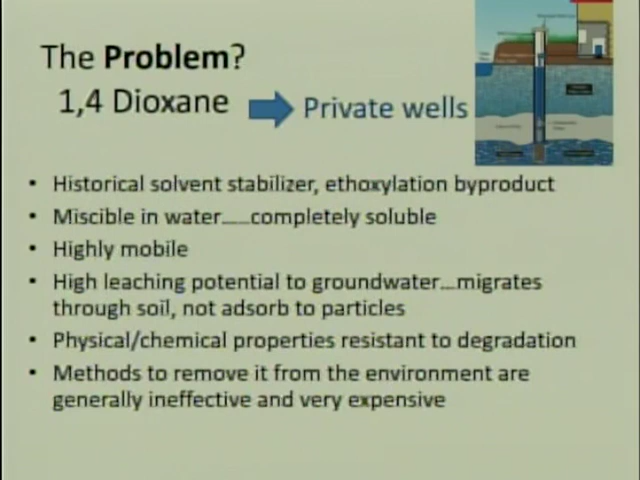 The Problem?
1,4 Dioxane
Private wells
• Historical solvent stabilizer, ethoxylation byproduct
• Miscible in water.....completely soluble
• Highly mobile
• High leaching potential to groundwater...migrates
through soil, not adsorb to particles
• Physical/chemical properties resistant to degradation
• Methods to remove it from the environment are
generally ineffective and very expensive